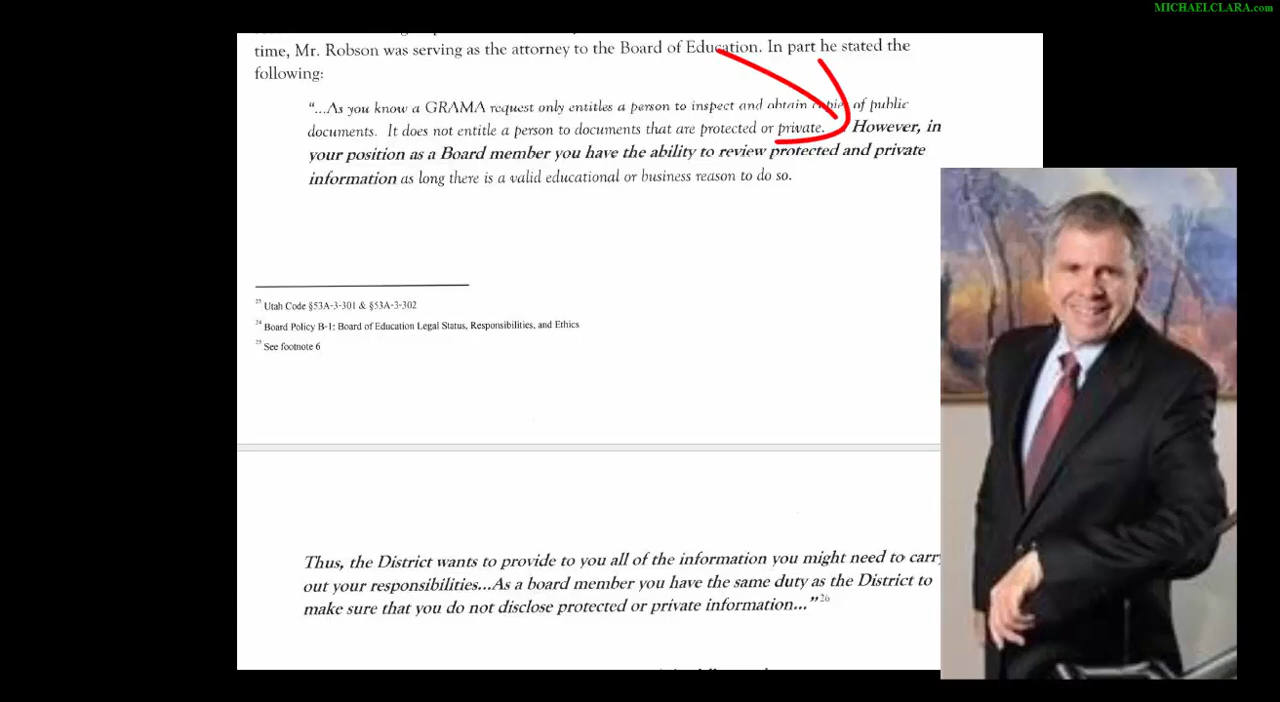 MICHAELCLARA.com
time, Mr. Robson was serving as the attorney to the Board of Education. In part he stated the
following:
“...As you know a GRAMA request only entitles a person to inspect and obtain copies of public
documents. It does not entitle a person to documents that are protected or private. However, in
your position as a Board member you have the ability to review protected and private
information as long there is a valid educational or business reason to do so.
23 Utah Code §53A-3-301 & §53A-3-302
24 Board Policy B-1: Board of Education Legal Status, Responsibilities, and Ethics
25 See footnote 6
Thus, the District wants to provide to you all of the information you might need to carry
out your responsibilities...As a board member you have the same duty as the District to
make sure that you do not disclose protected or private information...”26